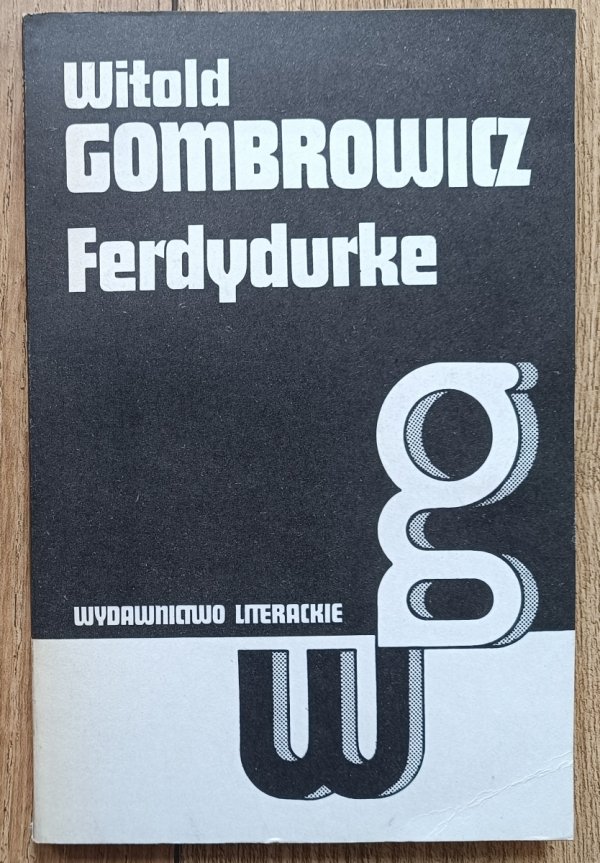 Witold
GOMBROWICZ
Ferdydurke
WYDAWNICTWO LITERACKIE
g
w